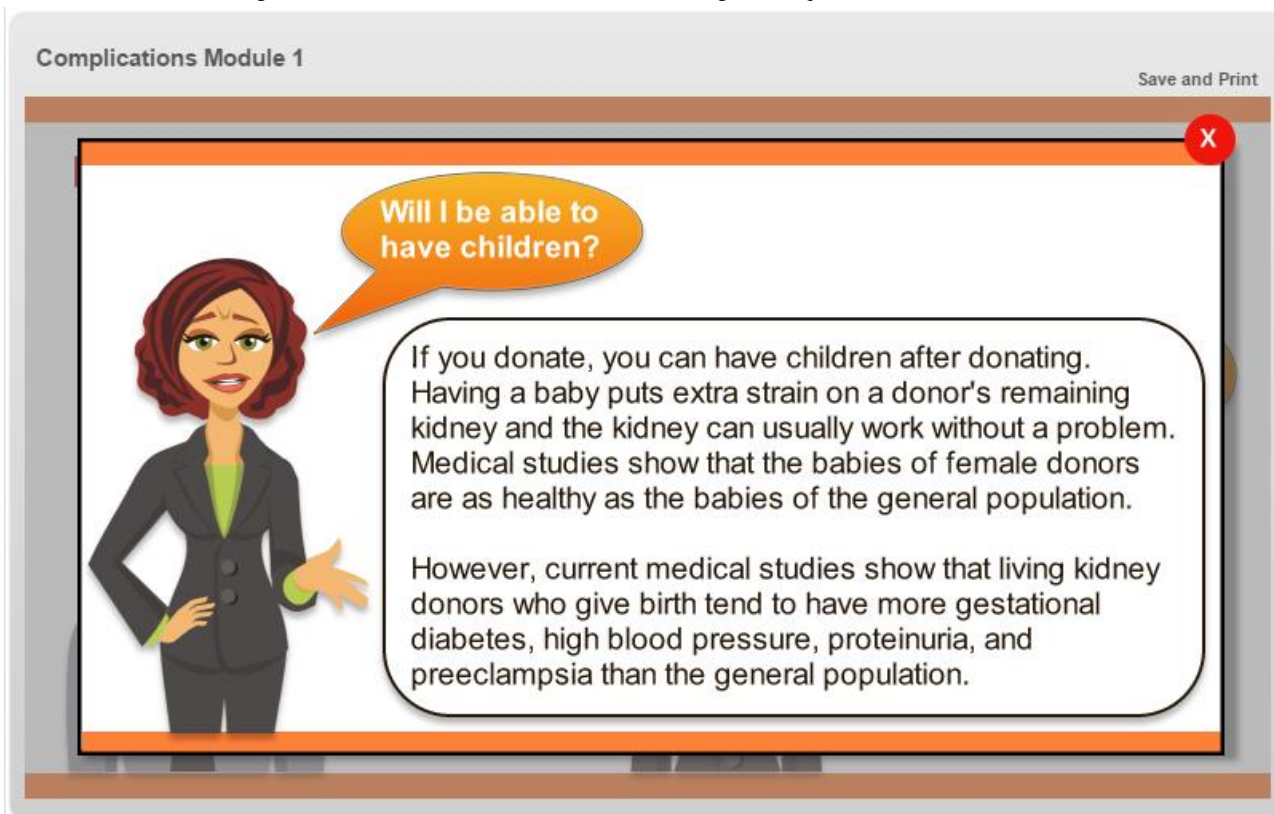 Complications Module 1
Save and Print
X
Will I be able to
have children?
If you donate, you can have children after donating.
Having a baby puts extra strain on a donor's remaining
kidney and the kidney can usually work without a problem.
Medical studies show that the babies of female donors
are as healthy as the babies of the general population.
However, current medical studies show that living kidney
donors who give birth tend to have more gestational
diabetes, high blood pressure, proteinuria, and
preeclampsia than the general population.